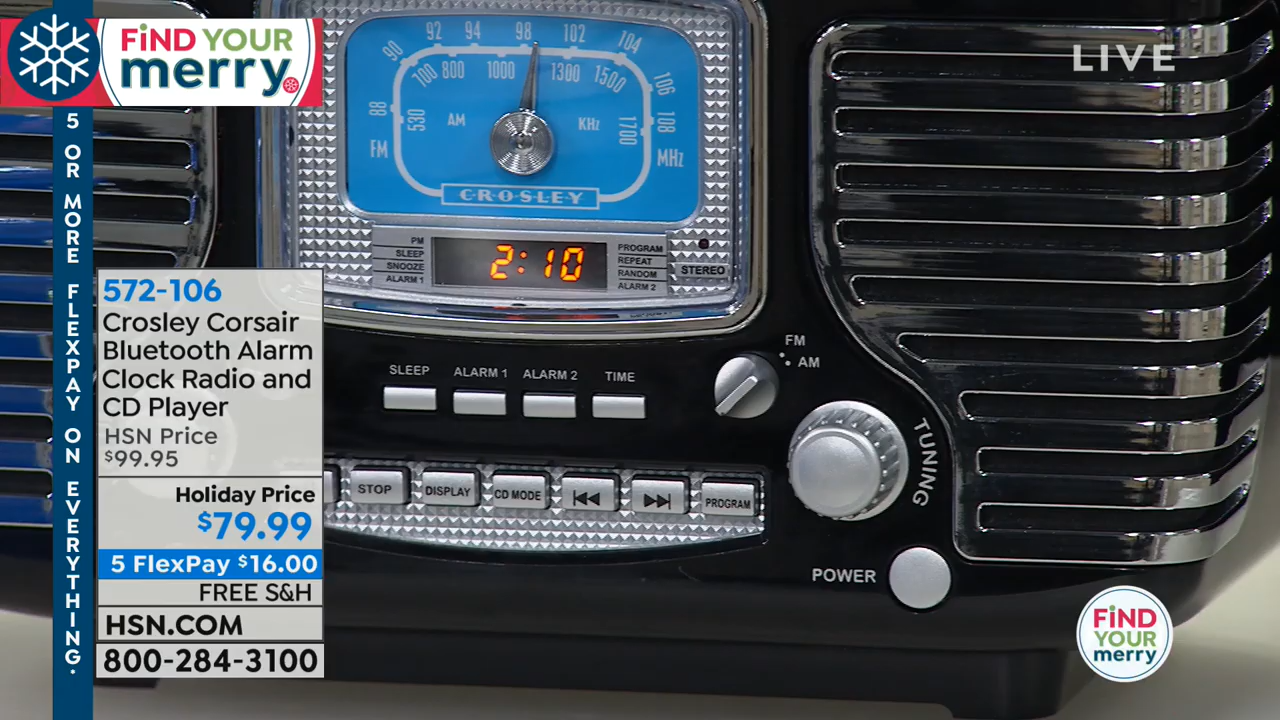 FiND YOUR
merry
LIVE
5 OR MORE FLEXPAY ON EVERYTHING.
90 92 94 98 102 104 106
88 108
700 800 1000 1300 1500
530 1700
AM KHz
FM MHz
CROSLEY
PM
SLEEP
SNOOZE
ALARM 1
2:10
PROGRAM
REPEAT
RANDOM
ALARM 2
STEREO
572-106
Crosley Corsair
Bluetooth Alarm
Clock Radio and
CD Player
HSN Price
$99.95
Holiday Price
$79.99
5 FlexPay $16.00
FREE S&H
HSN.COM
800-284-3100
SLEEP ALARM 1 ALARM 2 TIME
FM
AM
TUNING
STOP DISPLAY CD MODE PROGRAM
POWER
FiND
YOUR
merry